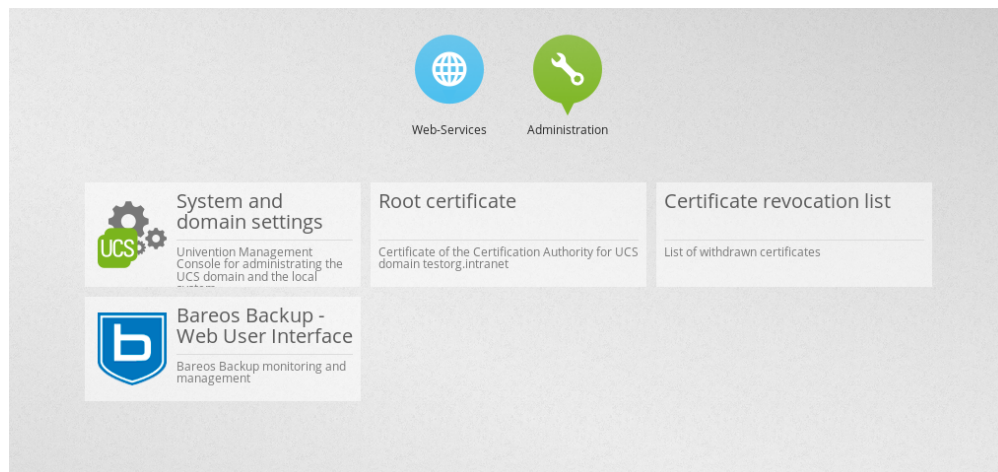 Web-Services
Administration
System and
domain settings
UCS
Univention Management
Console for administrating the
UCS domain and the local
system
Root certificate
Certificate of the Certification Authority for UCS
domain testorg.intranet
Certificate revocation list
List of withdrawn certificates
Bareos Backup -
Web User Interface
b
Bareos Backup monitoring and
management